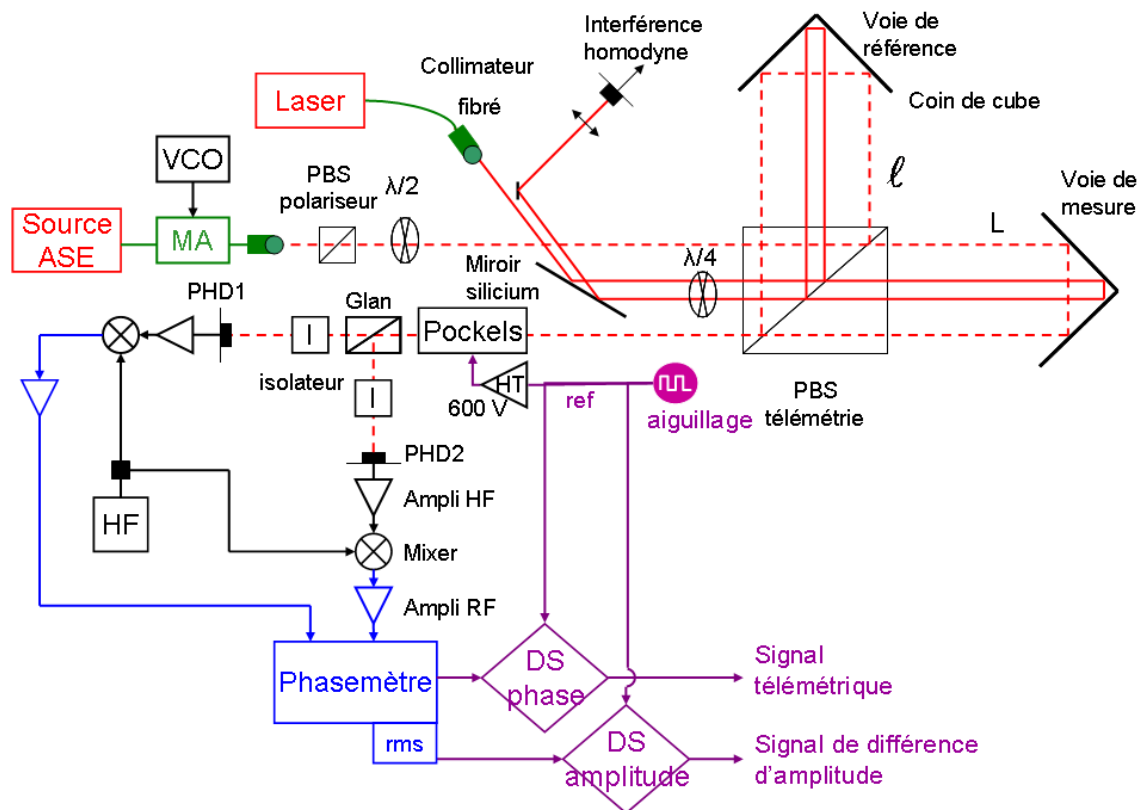 Interférence
homodyne
Voie de
référence
Collimateur
fibré
Laser
Coin de cube
VCO
PBS
polariseur
λ/2
ℓ
Voie de
mesure
Source
ASE
MA
L
Miroir
silicium
λ/4
PHD1
Glan
I
Pockels
isolateur
I
HT
600 V
ref
aiguillage
PBS
télémétrie
PHD2
Ampli HF
HF
Mixer
Ampli RF
Phasemètre
DS
phase
Signal
télémétrique
rms
DS
amplitude
Signal de différence
d'amplitude